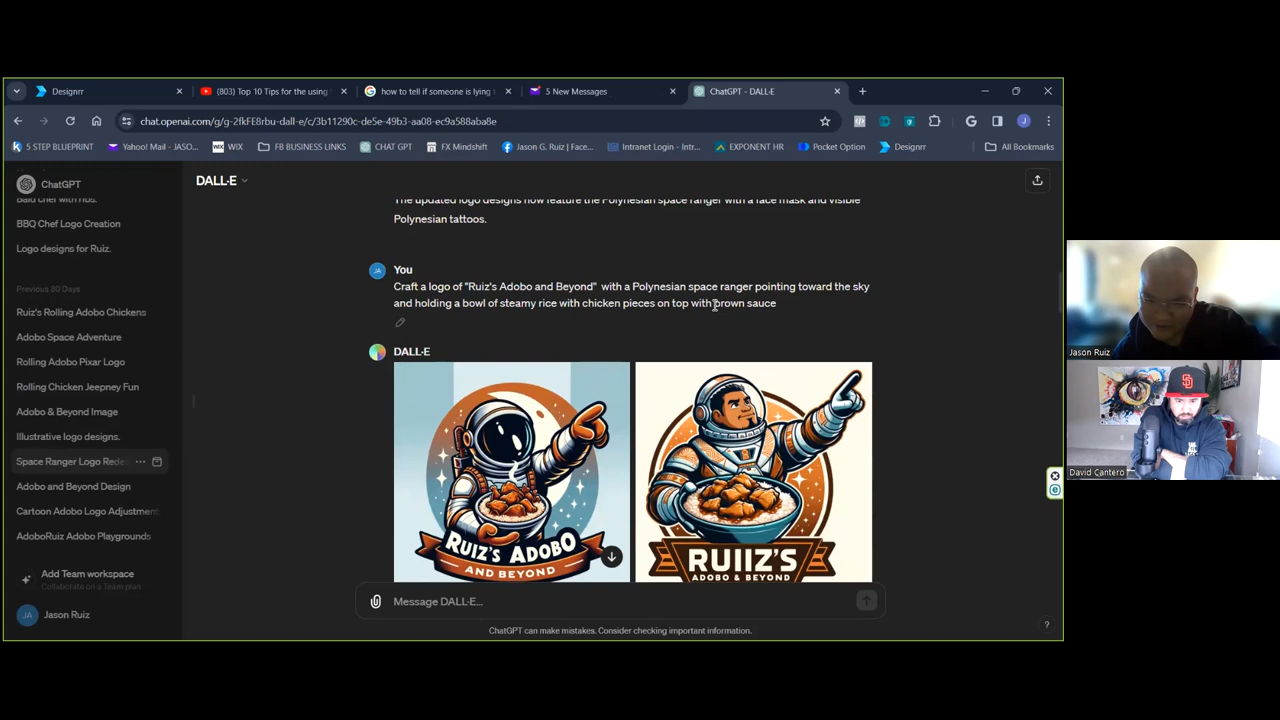 Designrr
(803) Top 10 Tips for the using
how to tell if someone is lying
5 New Messages
ChatGPT - DALL·E
chat.openai.com/g/g-2fkFE8rbu-dall-e/c/3b11290c-de5e-49b3-aa08-ec9a588aba8e
5 STEP BLUEPRINT
Yahoo! Mail - JASO...
WIX
FB BUSINESS LINKS
CHAT GPT
FX Mindshift
Jason G. Ruiz | Face...
Intranet Login - Intr...
EXPONENT HR
Pocket Option
Designrr
All Bookmarks
ChatGPT
Bald chef with ribs.
BBQ Chef Logo Creation
Logo designs for Ruiz.
Previous 30 Days
Ruiz's Rolling Adobo Chickens
Adobo Space Adventure
Rolling Adobo Pixar Logo
Rolling Chicken Jeepney Fun
Adobo & Beyond Image
Illustrative logo designs.
Space Ranger Logo Rede
Adobo and Beyond Design
Cartoon Adobo Logo Adjustment
AdoboRuiz Adobo Playgrounds
Add Team workspace
Collaborate on a Team plan
JA Jason Ruiz
DALL·E
The updated logo designs now feature the Polynesian space ranger with a face mask and visible
Polynesian tattoos.
JA You
Craft a logo of "Ruiz's Adobo and Beyond" with a Polynesian space ranger pointing toward the sky
and holding a bowl of steamy rice with chicken pieces on top with brown sauce
DALL·E
RUIZ'S ADOBO
AND BEYOND
RUIIZ'S
ADOBO & BEYOND
Message DALL·E...
ChatGPT can make mistakes. Consider checking important information.
Jason Ruiz
David Cantero